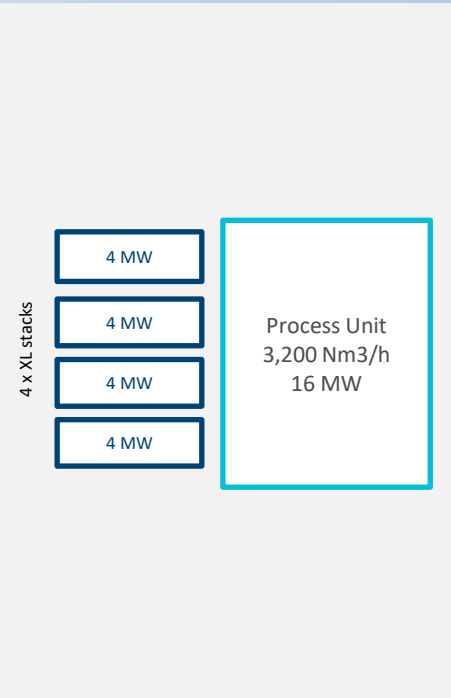 4 x XL stacks
4 MW
4 MW
4 MW
4 MW
Process Unit
3,200 Nm3/h
16 MW